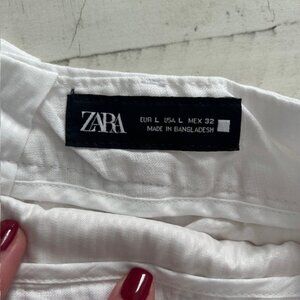 ZARA
EUR L USA L MEX 32
MADE IN BANGLADESH